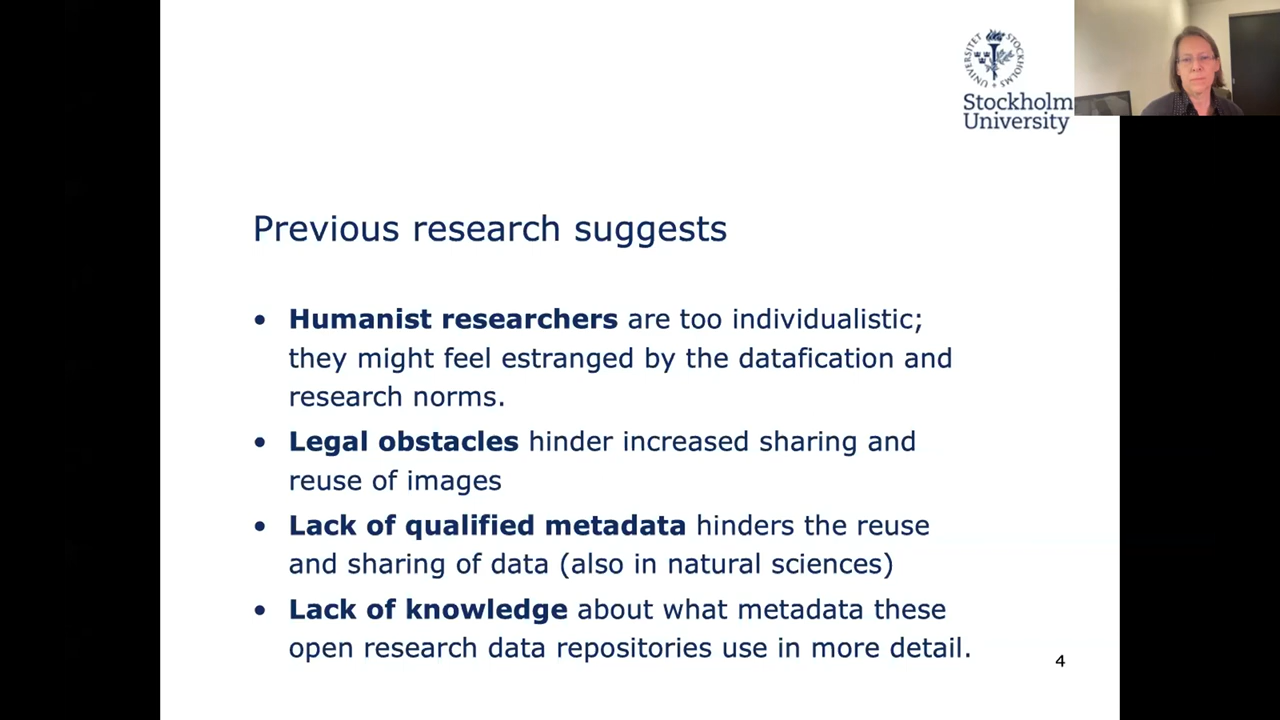 STOCKHOLMS UNIVERSITET
Stockholm
University
Previous research suggests
• Humanist researchers are too individualistic;
they might feel estranged by the datafication and
research norms.
• Legal obstacles hinder increased sharing and
reuse of images
• Lack of qualified metadata hinders the reuse
and sharing of data (also in natural sciences)
• Lack of knowledge about what metadata these
open research data repositories use in more detail.
4